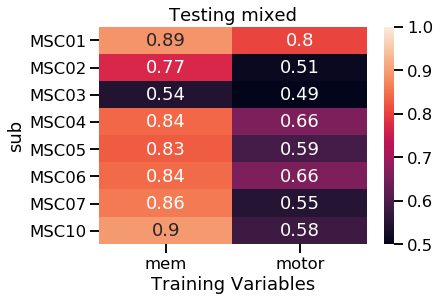 Testing mixed
sub
MSC01 0.89 0.8
MSC02 0.77 0.51
MSC03 0.54 0.49
MSC04 0.84 0.66
MSC05 0.83 0.59
MSC06 0.84 0.66
MSC07 0.86 0.55
MSC10 0.9 0.58
mem motor
Training Variables
1.0
0.9
0.8
0.7
0.6
0.5